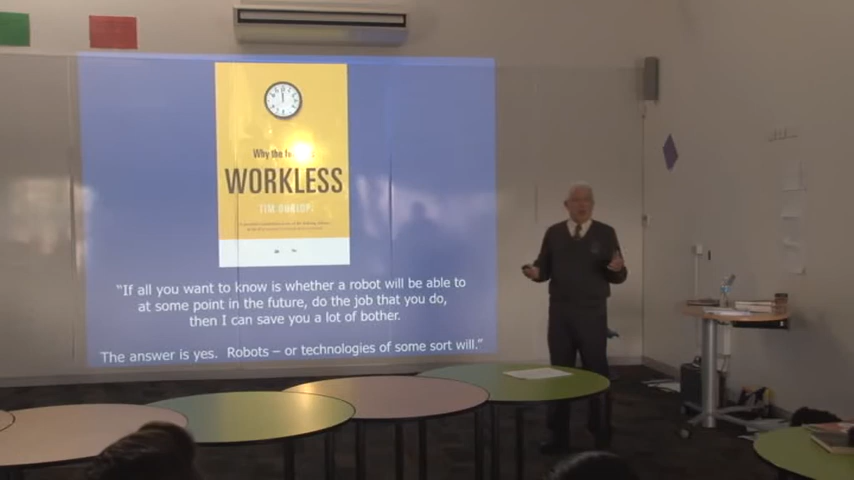 Why the
WORKLESS
TIM DUNLOP
“If all you want to know is whether a robot will be able to
at some point in the future, do the job that you do,
then I can save you a lot of bother.
The answer is yes.  Robots – or technologies of some sort will.”